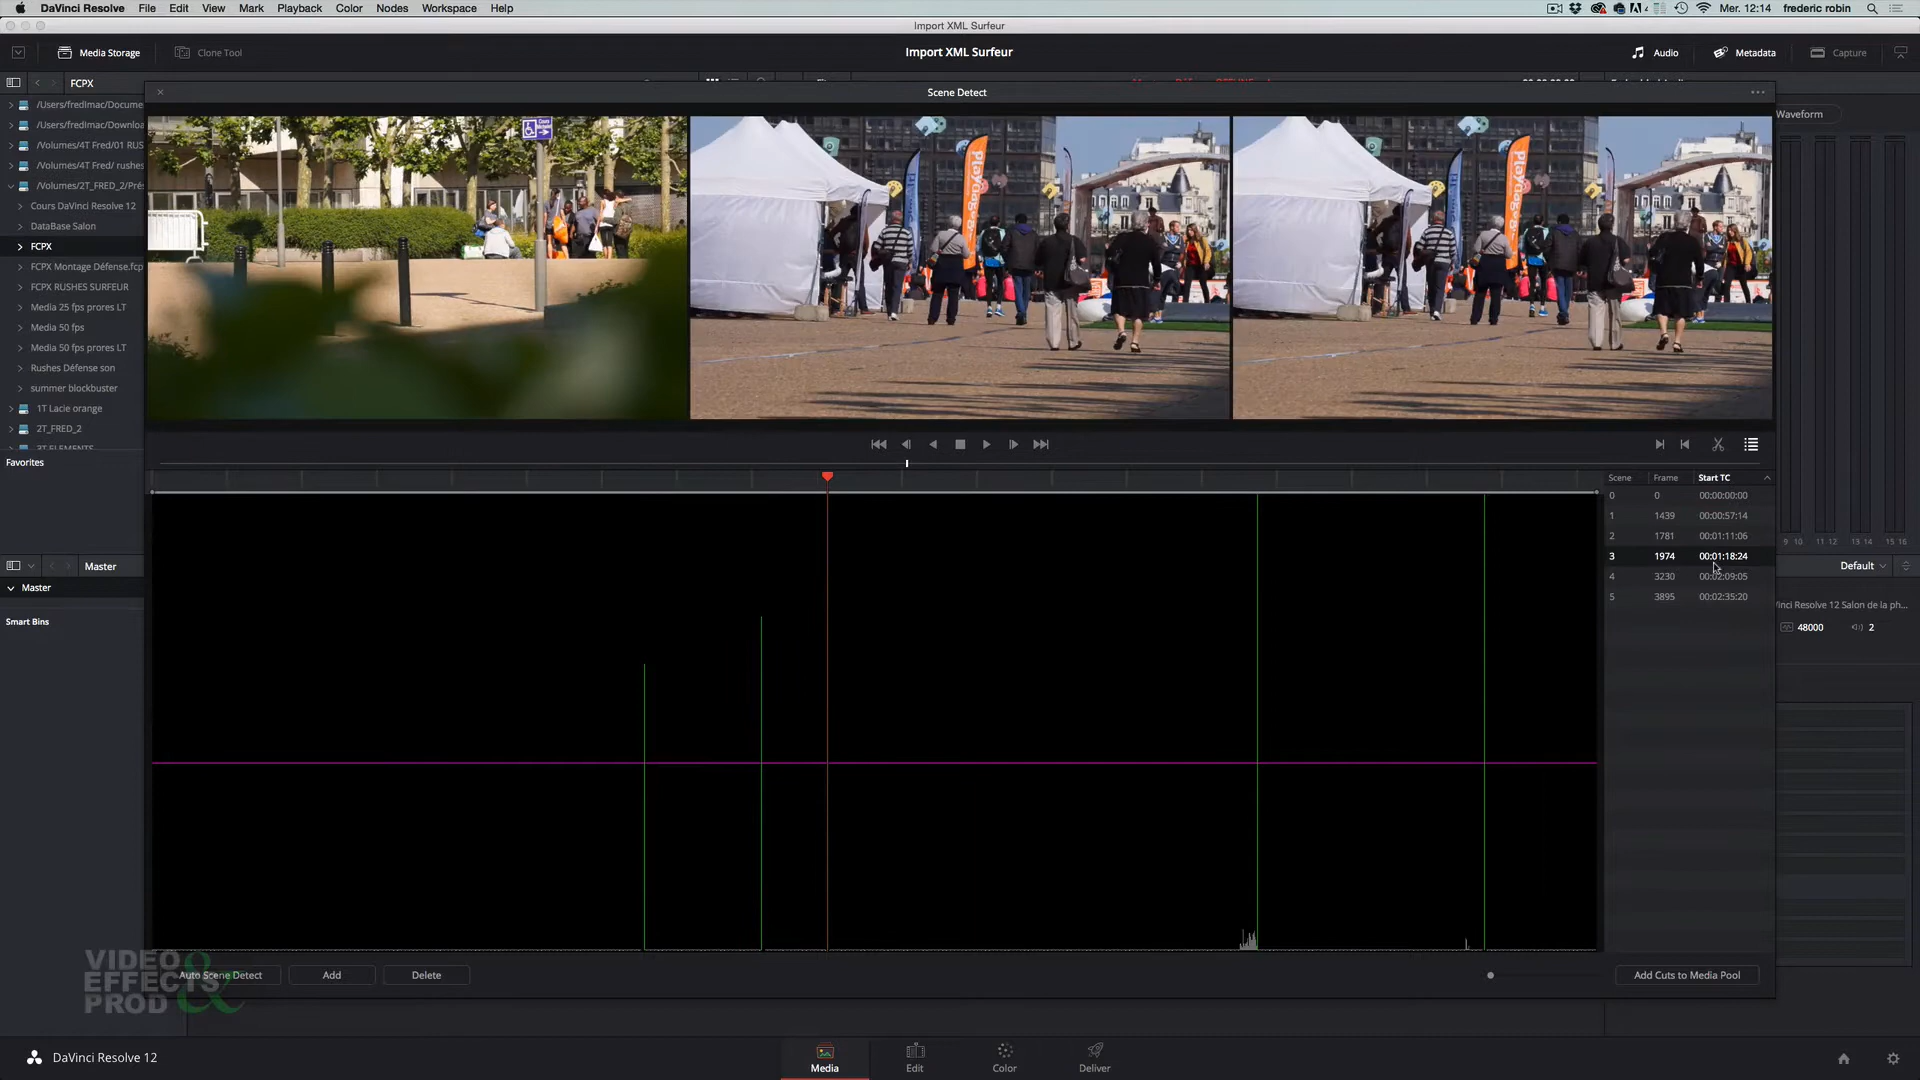 DaVinci Resolve File Edit View Mark Playback Color Nodes Workspace Help
4 Mer. 12:14 frederic robin
Import XML Surfeur
Media Storage Clone Tool Import XML Surfeur Audio Metadata Capture
FCPX
Scene Detect
/Users/fredImac/Docume
/Users/fredImac/Downloa
/Volumes/4T Fred/01 RUS
/Volumes/4T Fred/ rushes
/Volumes/2T_FRED_2/Prés
Cours DaVinci Resolve 12
DataBase Salon
FCPX
FCPX Montage Défense.fcp
FCPX RUSHES SURFEUR
Media 25 fps prores LT
Media 50 fps
Media 50 fps prores LT
Rushes Défense son
summer blockbuster
1T Lacie orange
2T_FRED_2
3T ELEMENTS
Favorites
Waveform
Scene Frame Start TC
0 0 00:00:00:00
1 1439 00:00:57:14
2 1781 00:01:11:06
3 1974 00:01:18:24
4 3230 00:02:09:05
5 3895 00:02:35:20
9 10 11 12 13 14 15 16
Master
Default
Master
Smart Bins
Vinci Resolve 12 Salon de la ph...
48000 2
VIDEO
EFFECTS &
PROD
Auto Scene Detect Add Delete Add Cuts to Media Pool
DaVinci Resolve 12
Media Edit Color Deliver